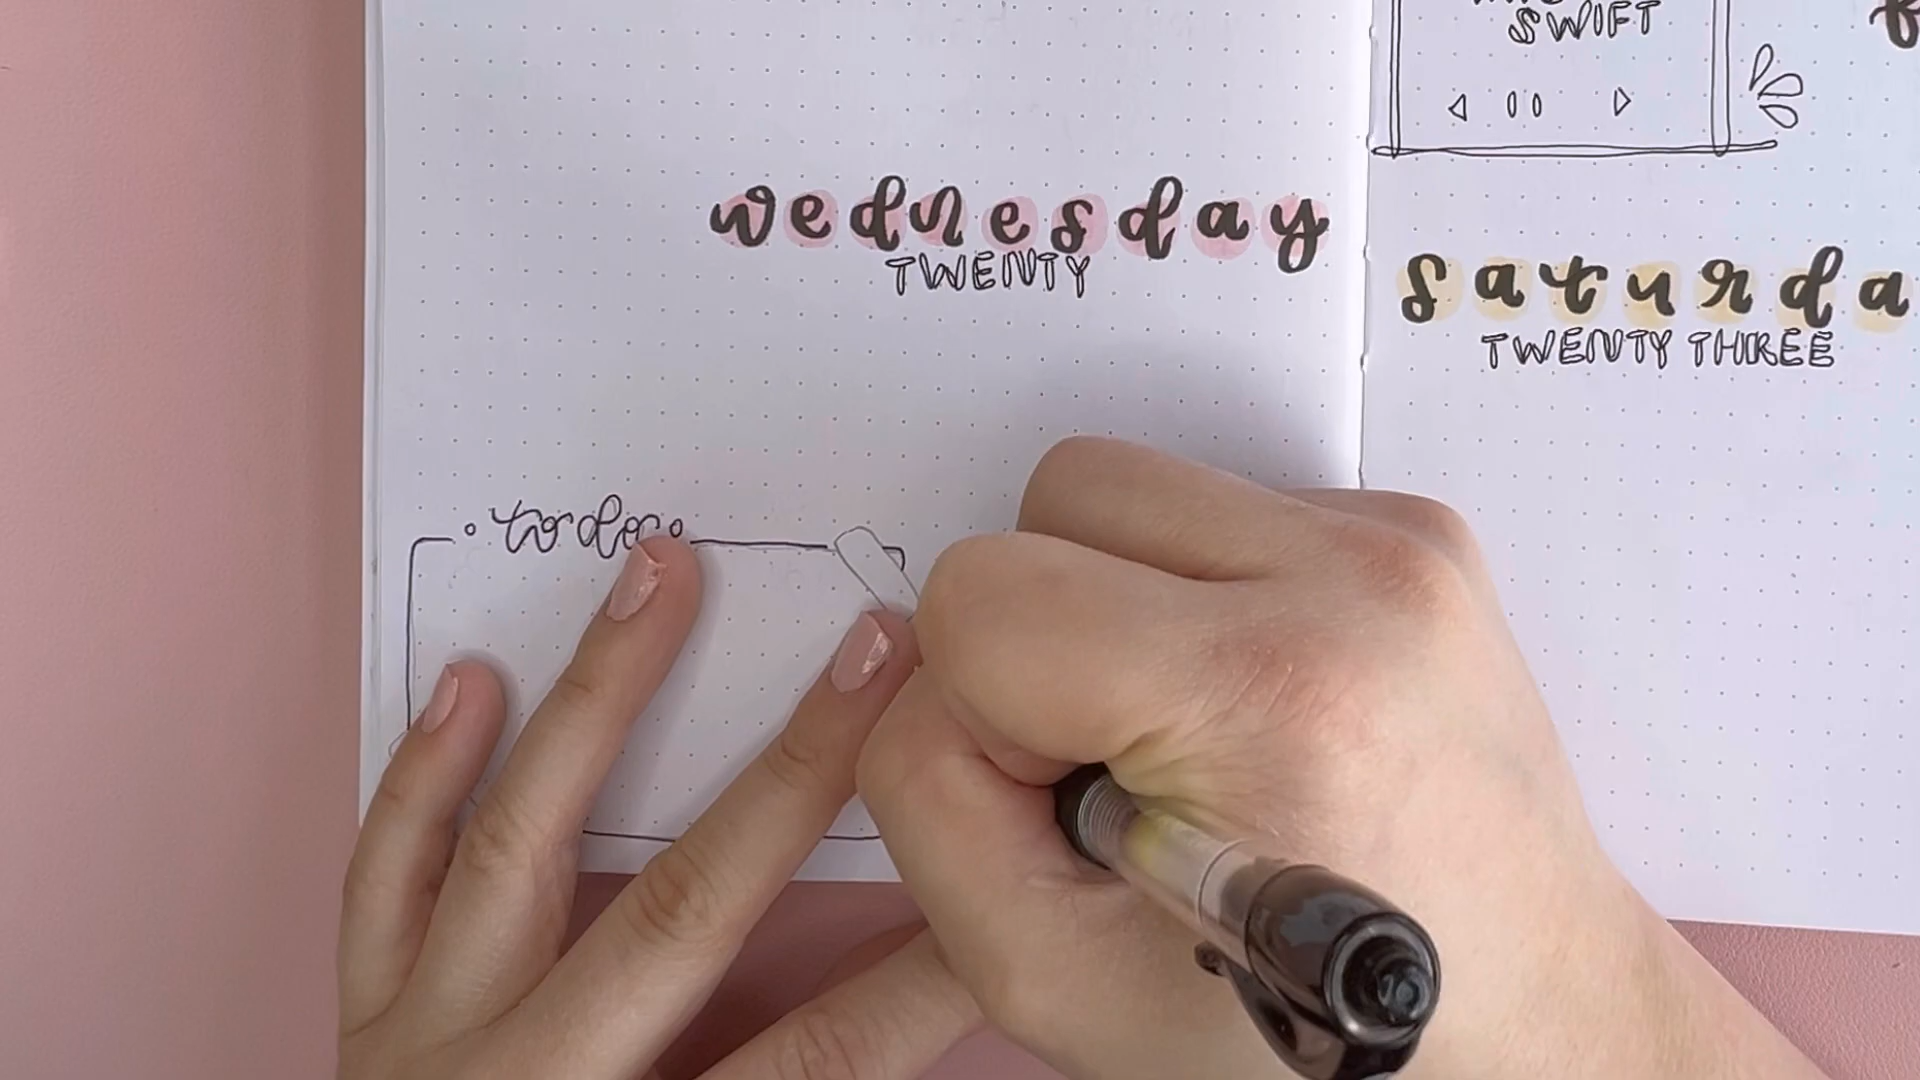 wednesday
TWENTY
to do
SWIFT
saturda
TWENTY THREE